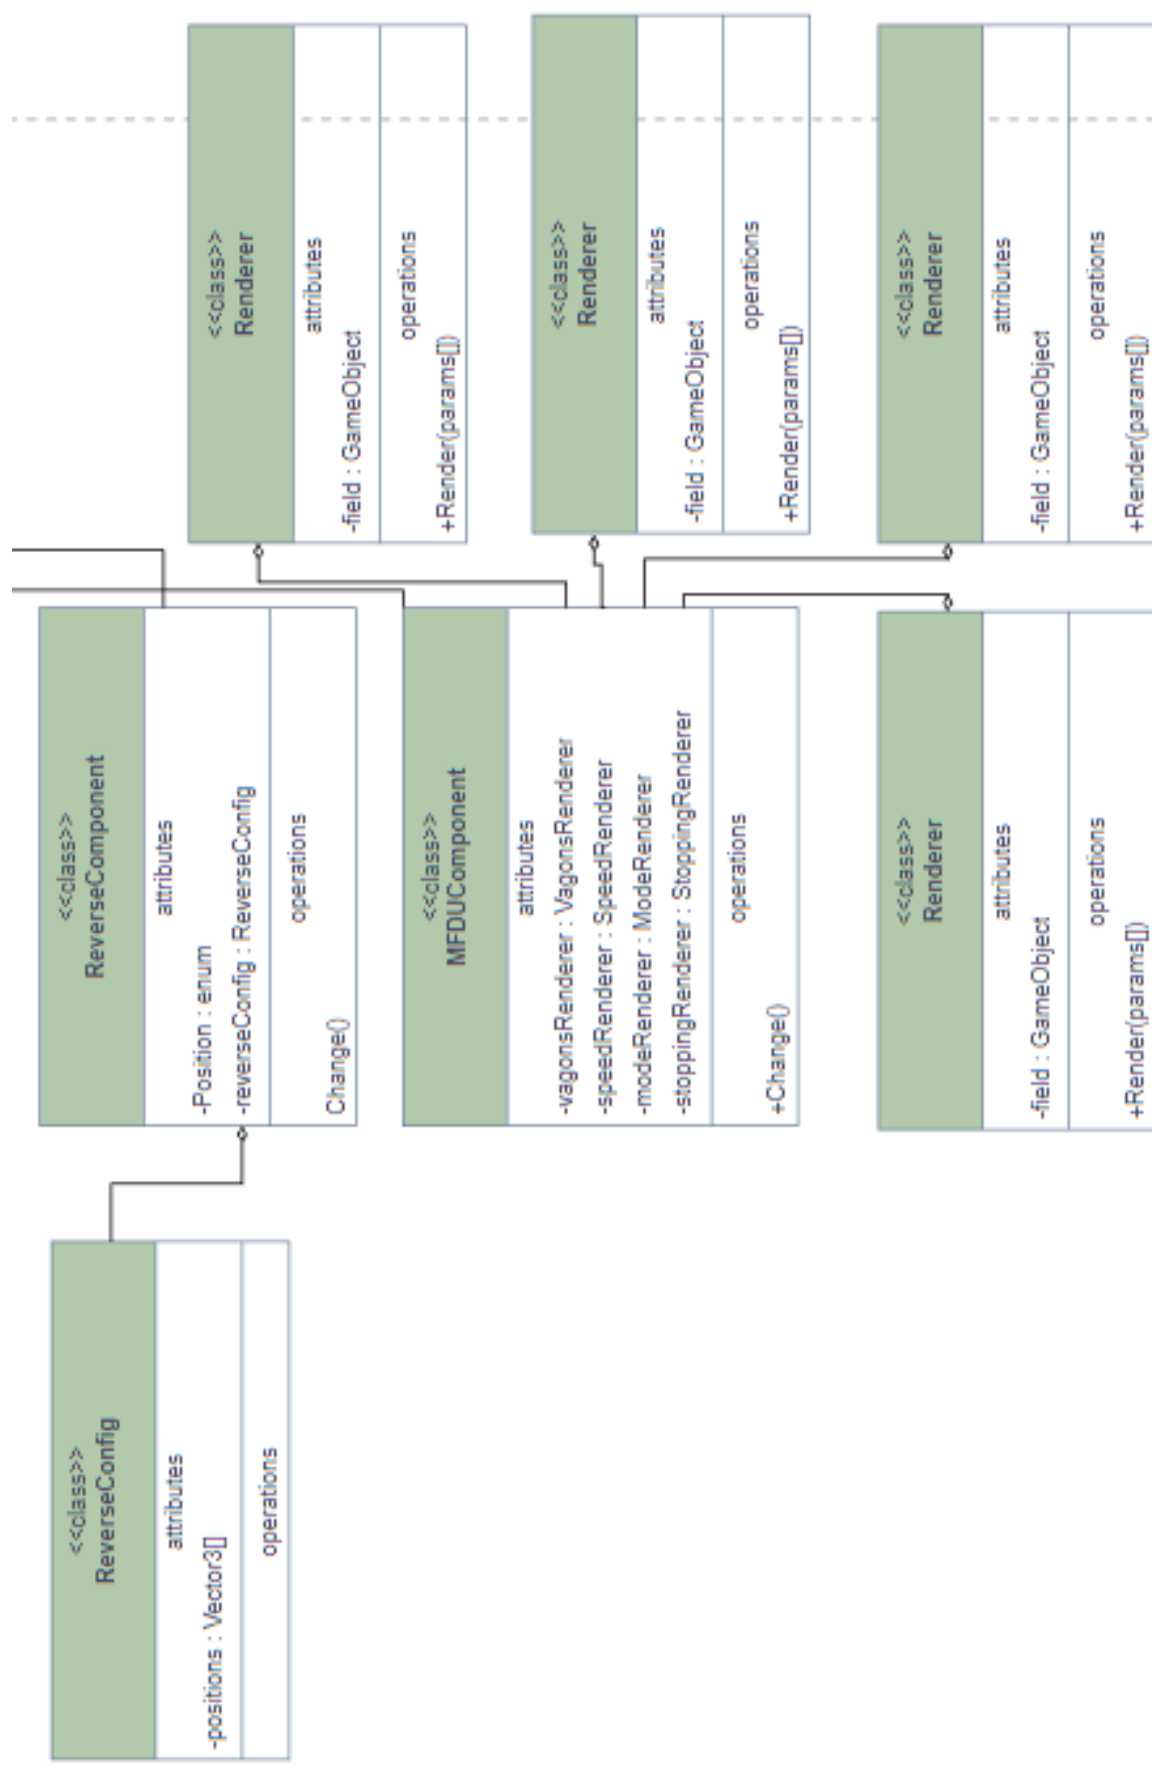 <<class>>
ReverseConfig
attributes
-positions : Vector3[]
operations
<<class>>
ReverseComponent
attributes
-Position : enum
-reverseConfig : ReverseConfig
operations
Change()
<<class>>
MFDUComponent
attributes
-vagonsRenderer : VagonsRenderer
-speedRenderer : SpeedRenderer
-modeRenderer : ModeRenderer
-stoppingRenderer : StoppingRenderer
operations
+Change()
<<class>>
Renderer
attributes
-field : GameObject
operations
+Render(params[])
<<class>>
Renderer
attributes
-field : GameObject
operations
+Render(params[])
<<class>>
Renderer
attributes
-field : GameObject
operations
+Render(params[])
<<class>>
Renderer
attributes
-field : GameObject
operations
+Render(params[])